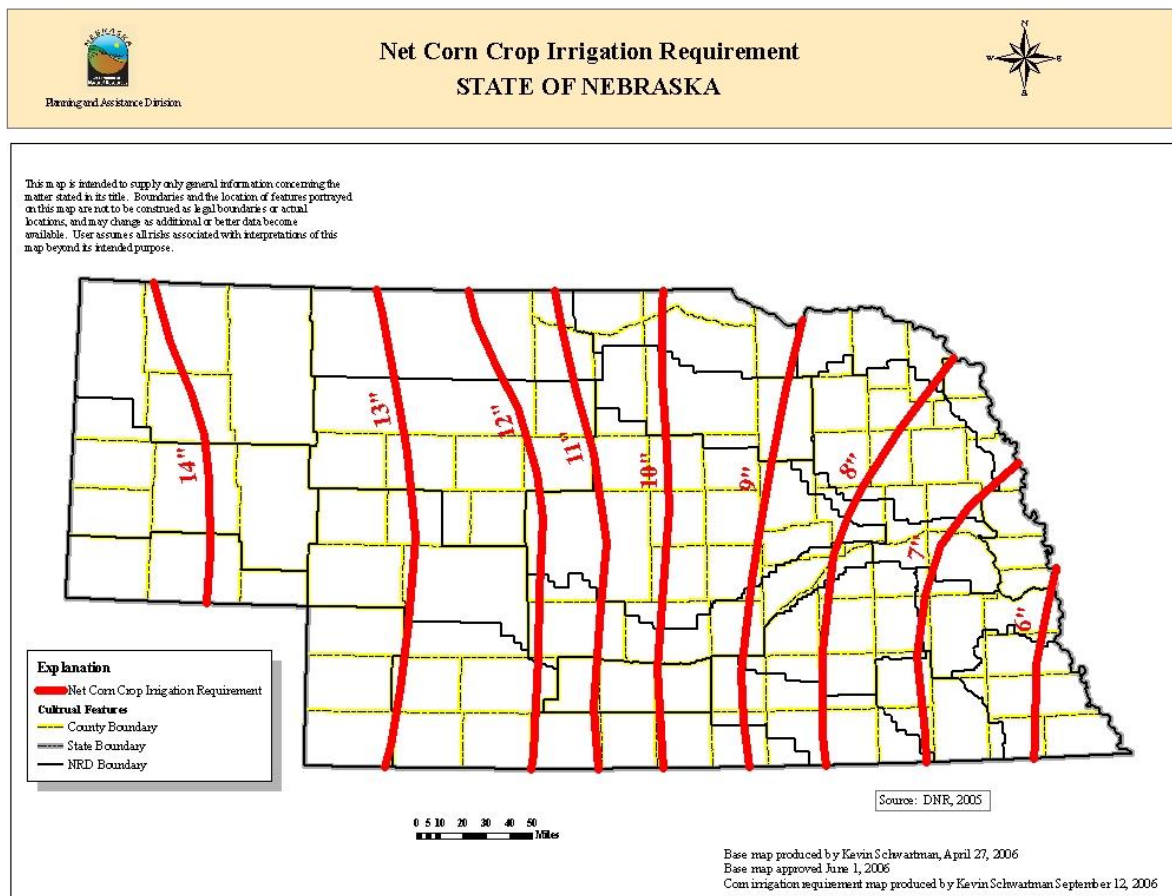 NEBRASKA
Planning and Assistance Division
Net Corn Crop Irrigation Requirement
STATE OF NEBRASKA
N
W E
S
This map is intended to supply only general information concerning the
matter stated in its title. Boundaries and the location of features portrayed
on this map are not to be construed as legal boundaries or actual
locations, and may change as additional or better data become
available. User assumes all risks associated with interpretations of this
map beyond its intended purpose.
14"
13"
12"
11"
10"
9"
8"
7"
6"
Explanation
Net Corn Crop Irrigation Requirement
Cultrual Features
County Boundary
State Boundary
NRD Boundary
0 5 10 20 30 40 50
Miles
Source: DNR, 2005
Base map produced by Kevin Schwartman, April 27, 2006
Base map approved June 1, 2006
Corn irrigation requirement map produced by Kevin Schwartman September 12, 2006